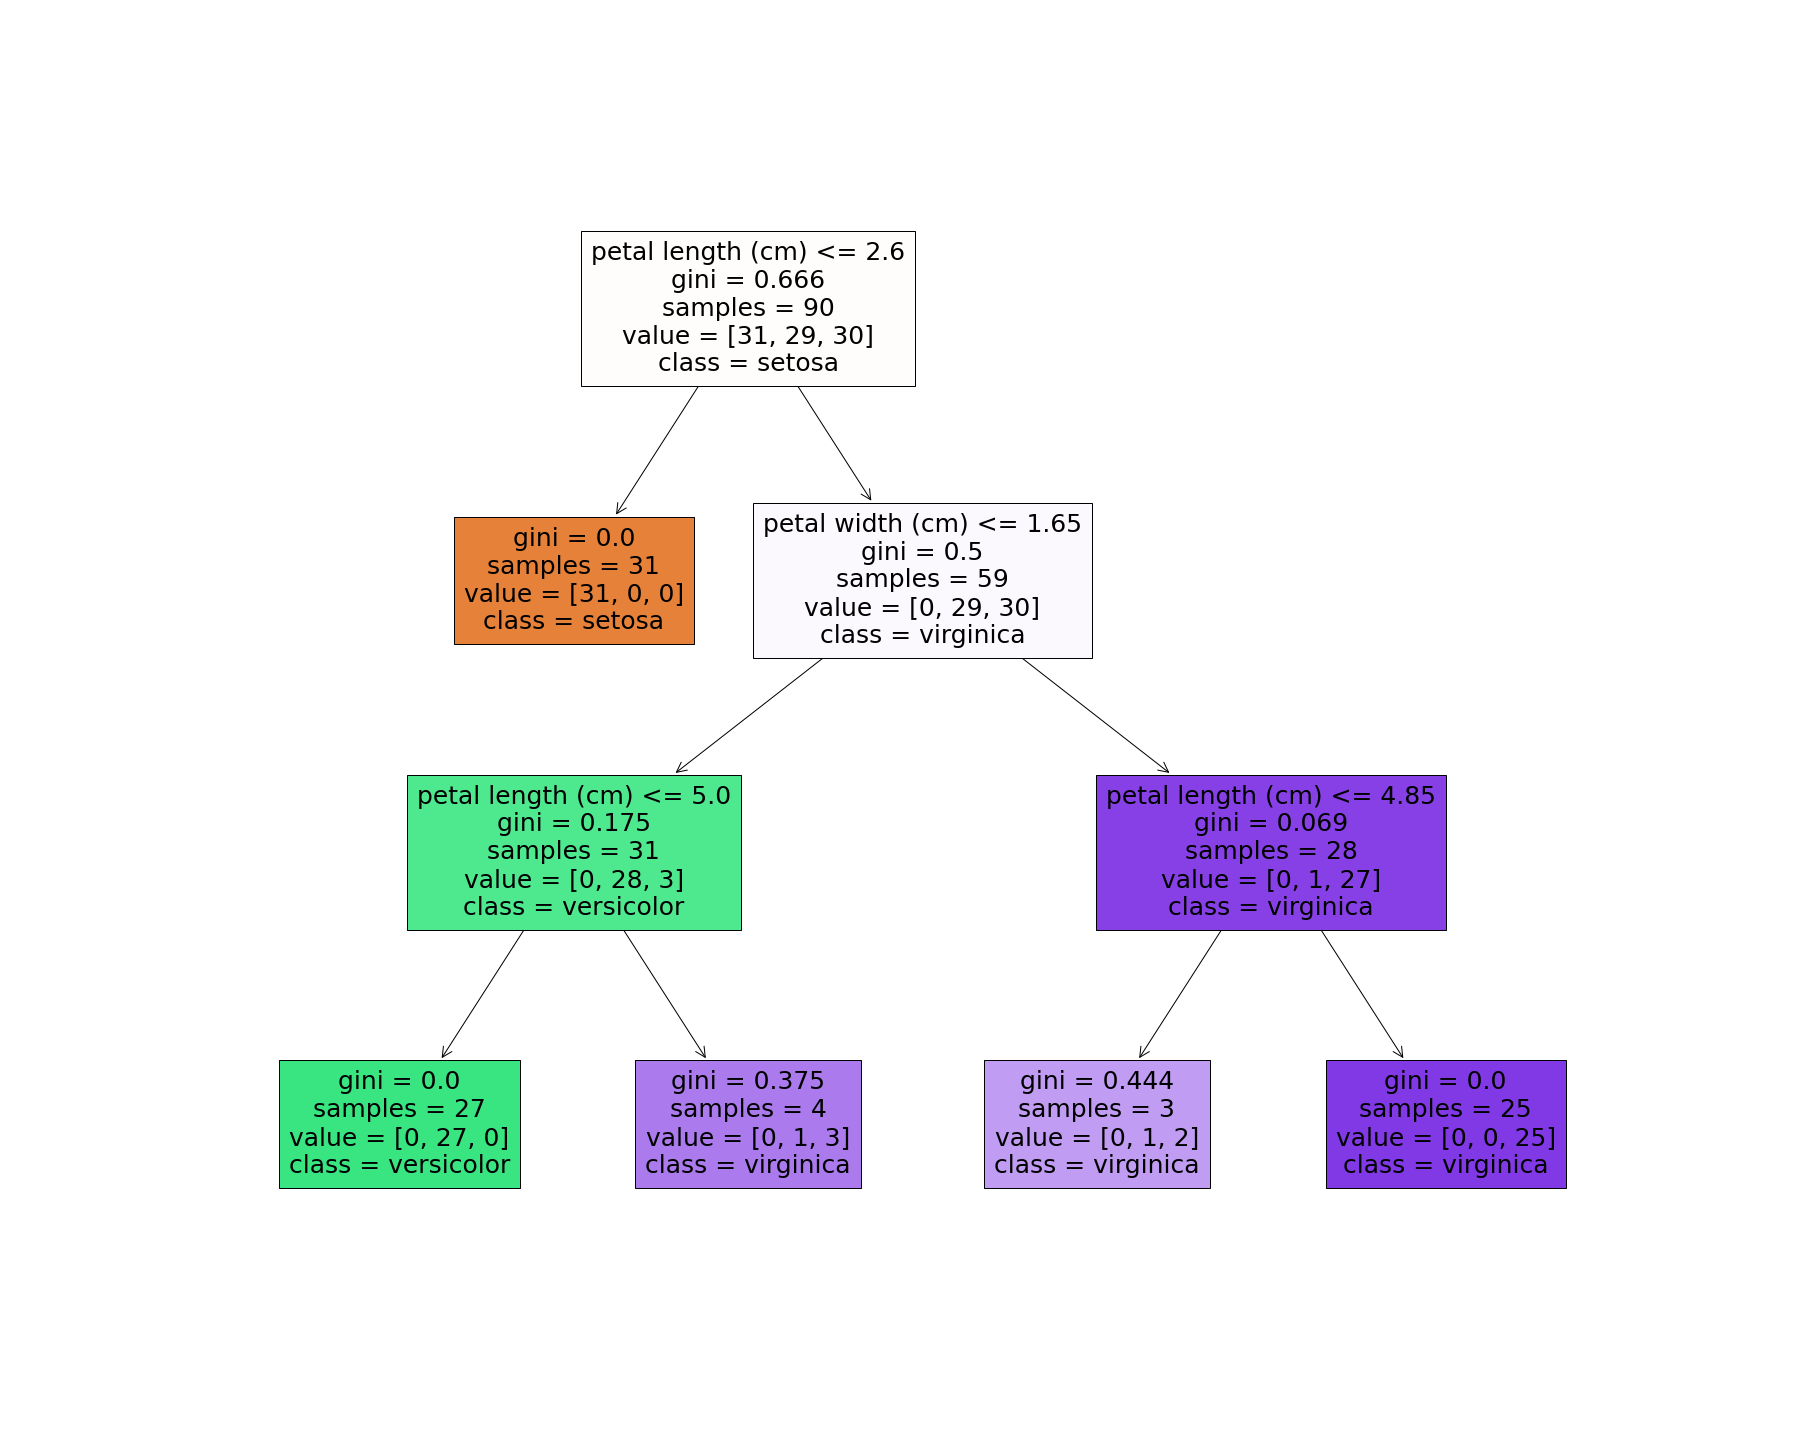 petal length (cm) <= 2.6
gini = 0.666
samples = 90
value = [31, 29, 30]
class = setosa
gini = 0.0
samples = 31
value = [31, 0, 0]
class = setosa
petal width (cm) <= 1.65
gini = 0.5
samples = 59
value = [0, 29, 30]
class = virginica
petal length (cm) <= 5.0
gini = 0.175
samples = 31
value = [0, 28, 3]
class = versicolor
petal length (cm) <= 4.85
gini = 0.069
samples = 28
value = [0, 1, 27]
class = virginica
gini = 0.0
samples = 27
value = [0, 27, 0]
class = versicolor
gini = 0.375
samples = 4
value = [0, 1, 3]
class = virginica
gini = 0.444
samples = 3
value = [0, 1, 2]
class = virginica
gini = 0.0
samples = 25
value = [0, 0, 25]
class = virginica